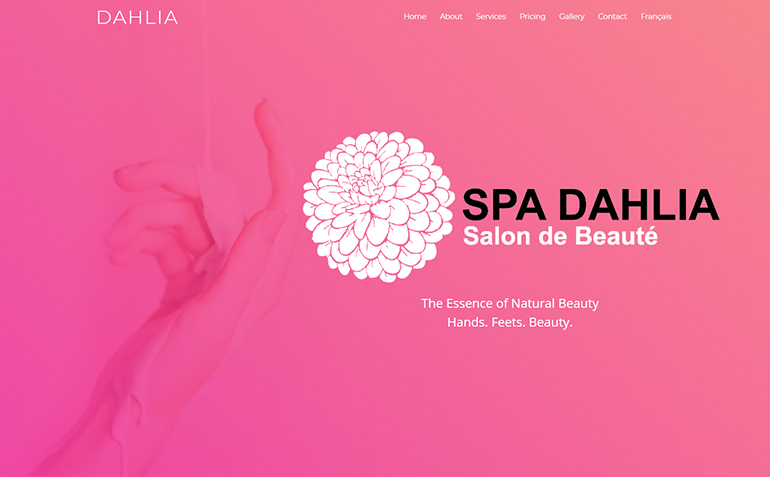 DAHLIA
Home About Services Pricing Gallery Contact Français
SPA DAHLIA
Salon de Beauté
The Essence of Natural Beauty
Hands. Feets. Beauty.